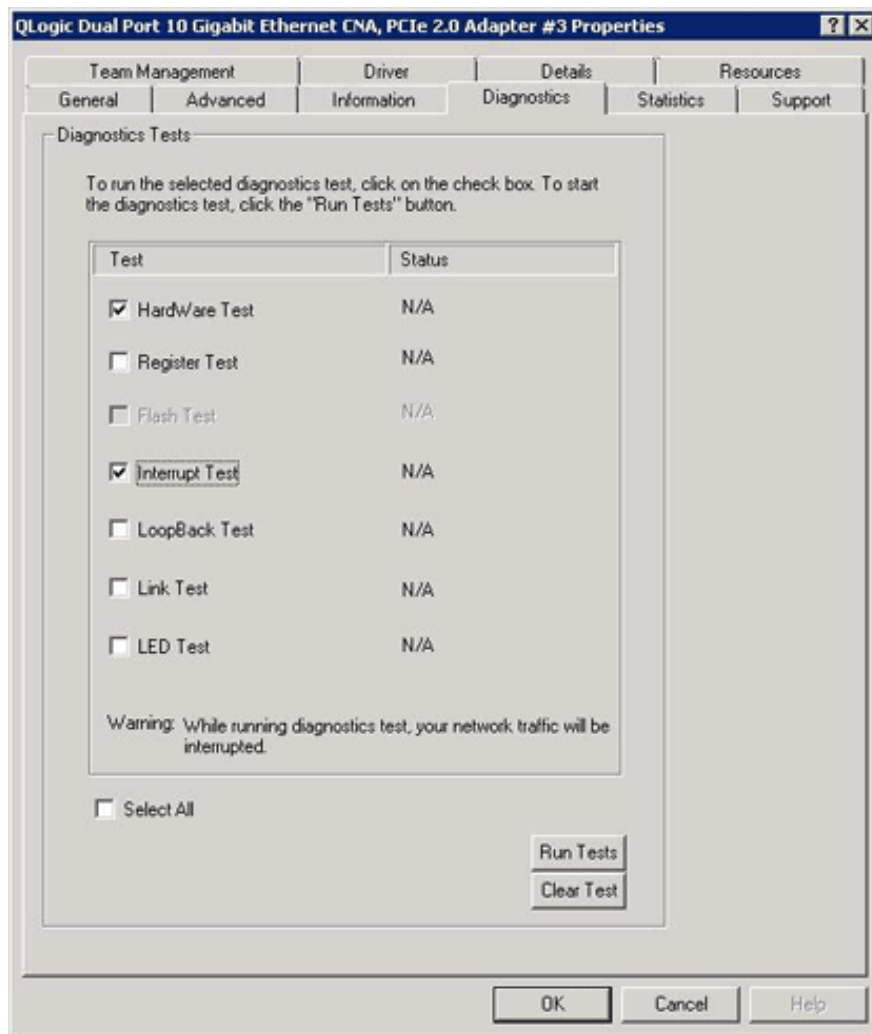 QLogic Dual Port 10 Gigabit Ethernet CNA, PCIe 2.0 Adapter #3 Properties ? X
Team Management Driver Details Resources
General Advanced Information Diagnostics Statistics Support
Diagnostics Tests
To run the selected diagnostics test, click on the check box. To start
the diagnostics test, click the "Run Tests" button.
Test Status
HardWare Test N/A
Register Test N/A
Flash Test N/A
Interrupt Test N/A
LoopBack Test N/A
Link Test N/A
LED Test N/A
Warning: While running diagnostics test, your network traffic will be
interrupted.
Select All
Run Tests
Clear Test
OK Cancel Help